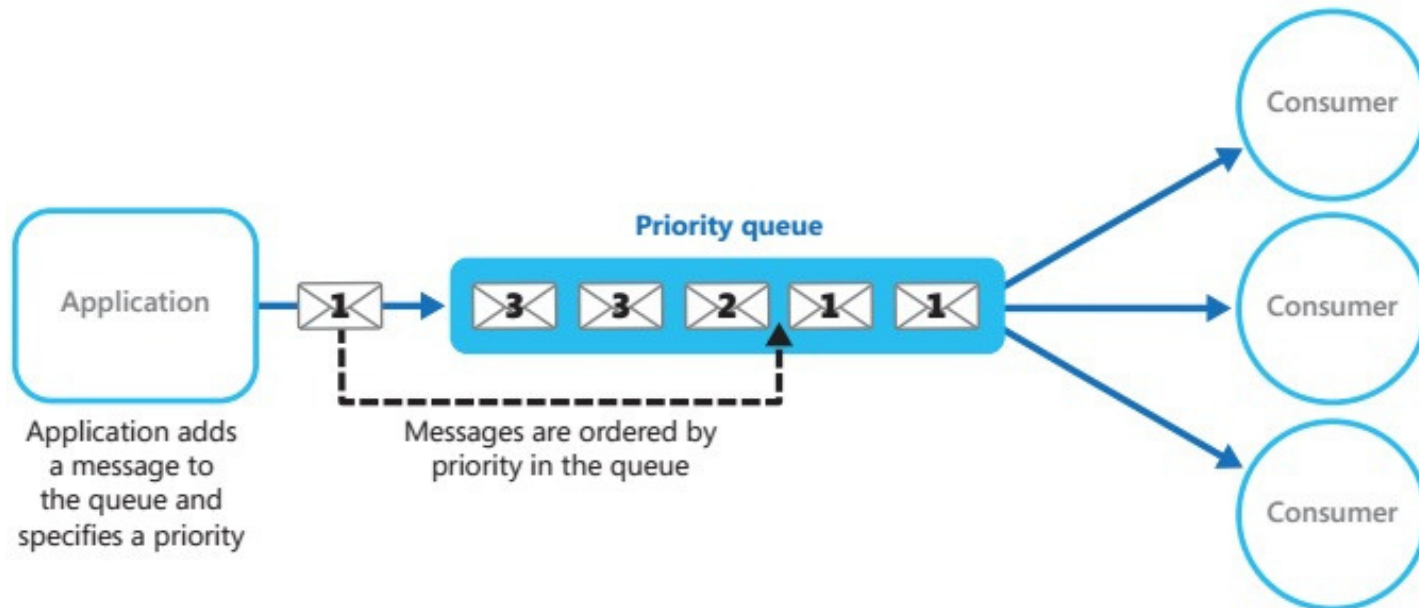 Consumer
Priority queue
Application
1
3
3
2
1
1
Consumer
Application adds
a message to
the queue and
specifies a priority
Messages are ordered by
priority in the queue
Consumer